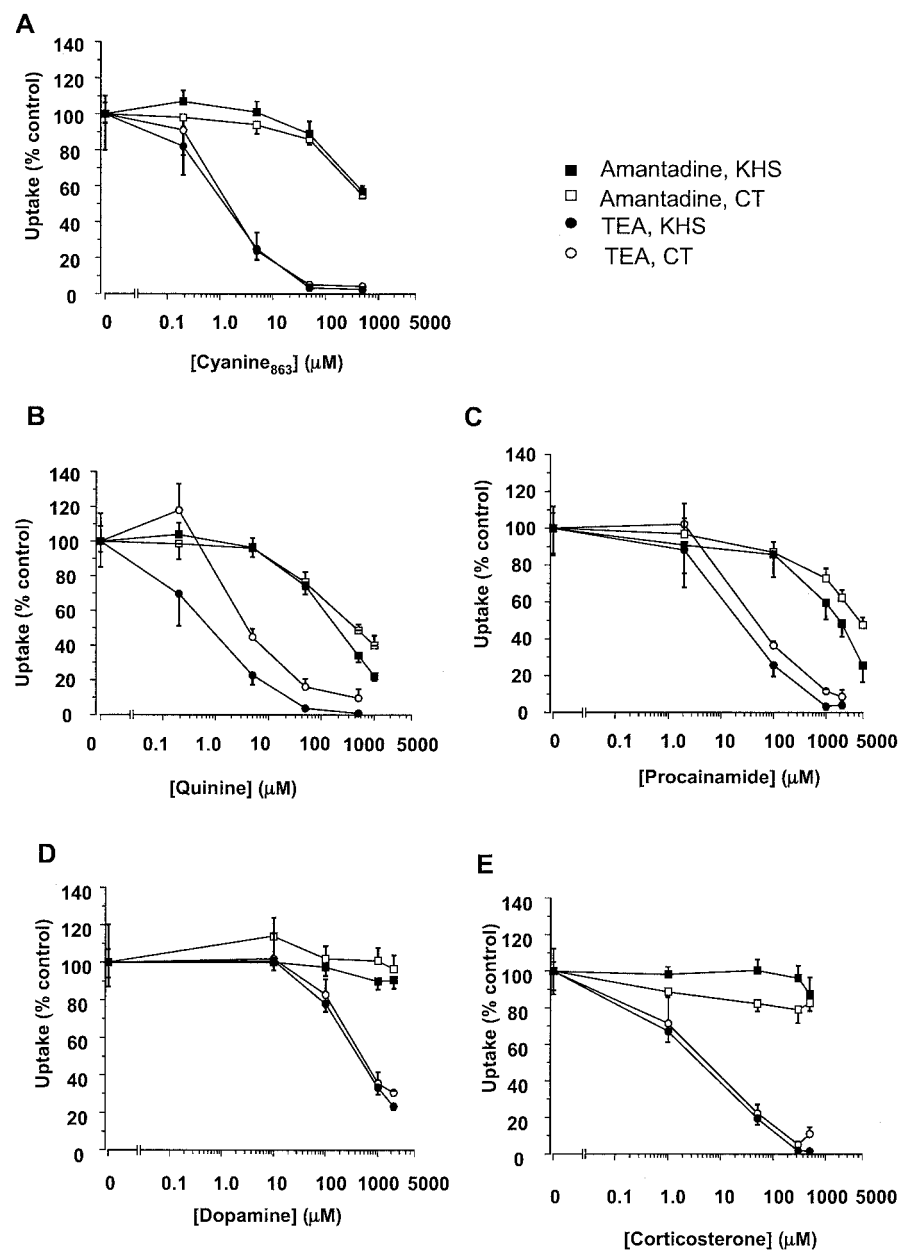 A
140
120
100
80
60
40
20
0
Uptake (% control)
0 0.1 1.0 10 100 1000 5000
[Cyanine863] (μM)
Amantadine, KHS
Amantadine, CT
TEA, KHS
TEA, CT
B
140
120
100
80
60
40
20
0
Uptake (% control)
0 0.1 1.0 10 100 1000 5000
[Quinine] (μM)
C
140
120
100
80
60
40
20
0
Uptake (% control)
0 0.1 1.0 10 100 1000 5000
[Procainamide] (μM)
D
140
120
100
80
60
40
20
0
Uptake (% control)
0 0.1 1.0 10 100 1000 5000
[Dopamine] (μM)
E
140
120
100
80
60
40
20
0
Uptake (% control)
0 0.1 1.0 10 100 1000 5000
[Corticosterone] (μM)